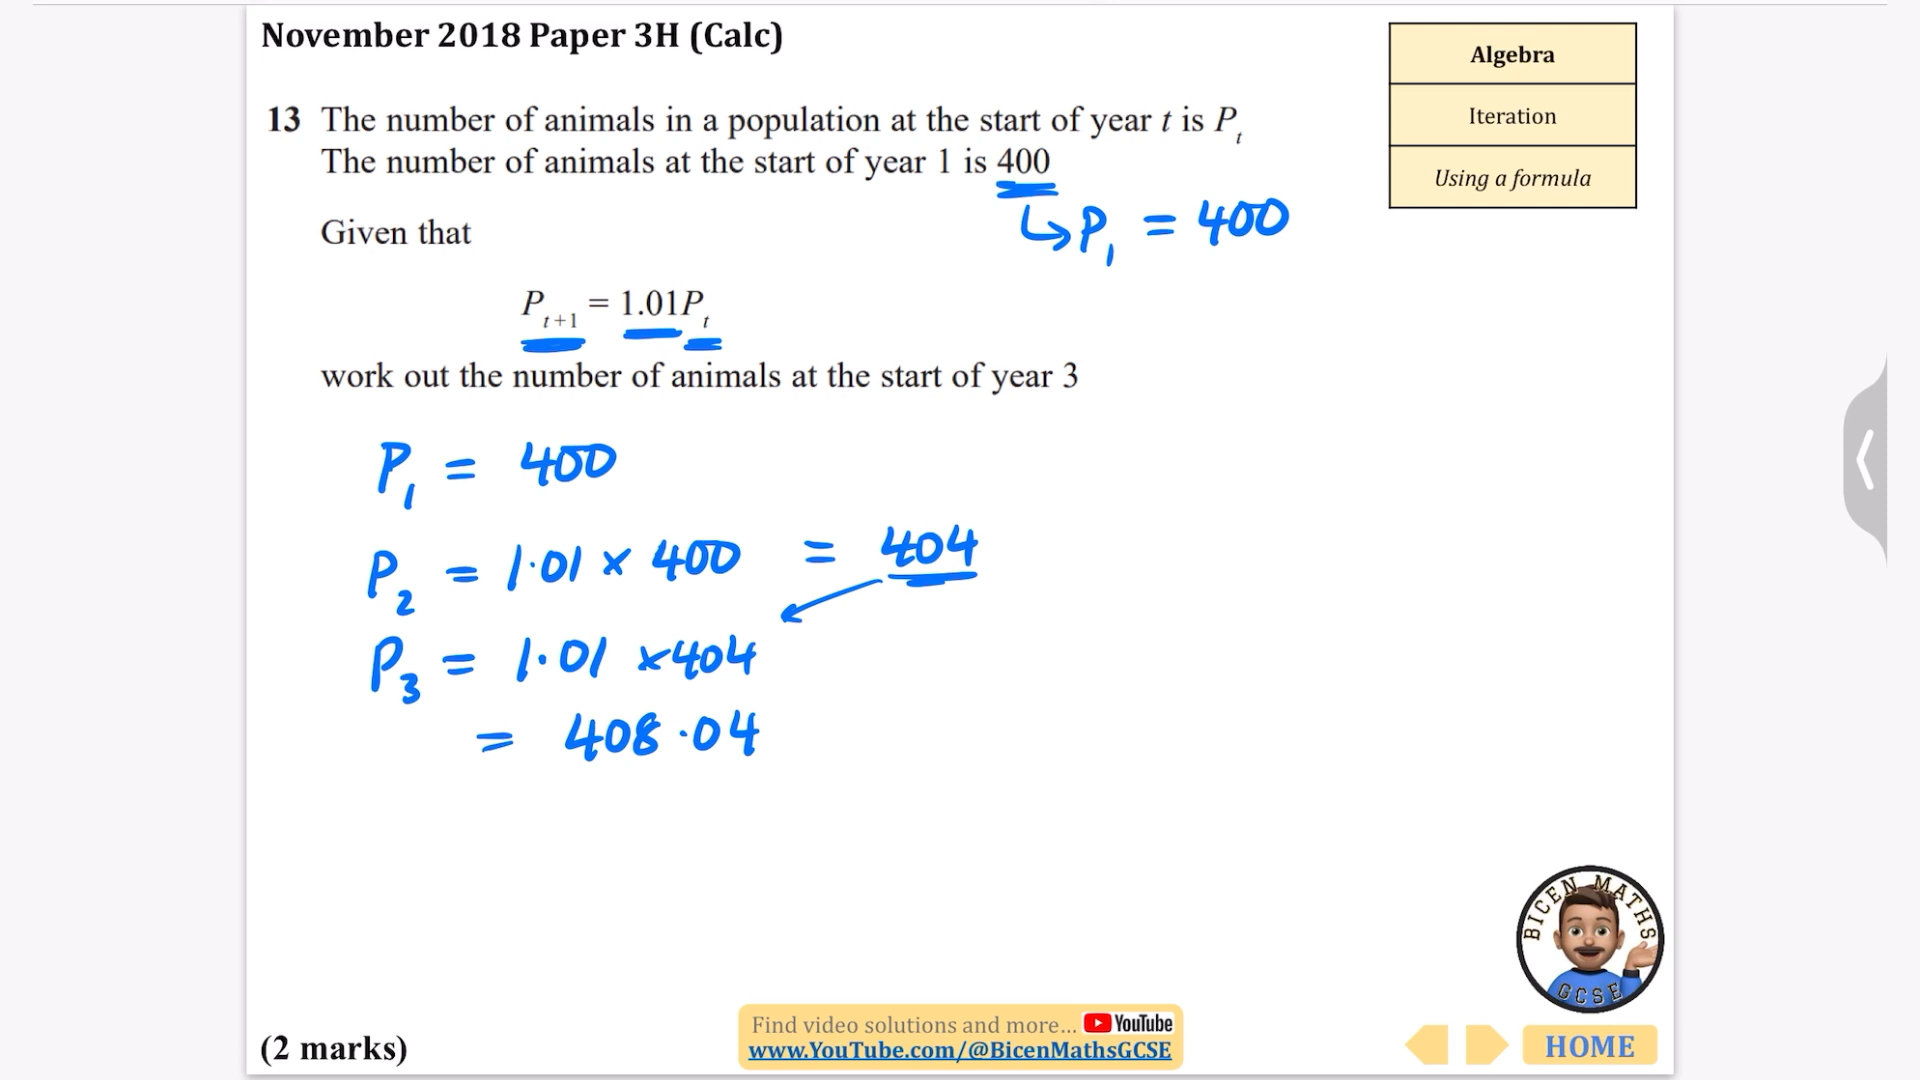 November 2018 Paper 3H (Calc)
Algebra
Iteration
Using a formula
13 The number of animals in a population at the start of year t is Pₜ
The number of animals at the start of year 1 is 400
↳ P₁ = 400
Given that
Pₜ₊₁ = 1.01Pₜ
work out the number of animals at the start of year 3
P₁ = 400
P₂ = 1·01 × 400 = 404
P₃ = 1·01 × 404
= 408·04
BICEN MATHS
GCSE
(2 marks)
Find video solutions and more... YouTube
www.YouTube.com/@BicenMathsGCSE
HOME